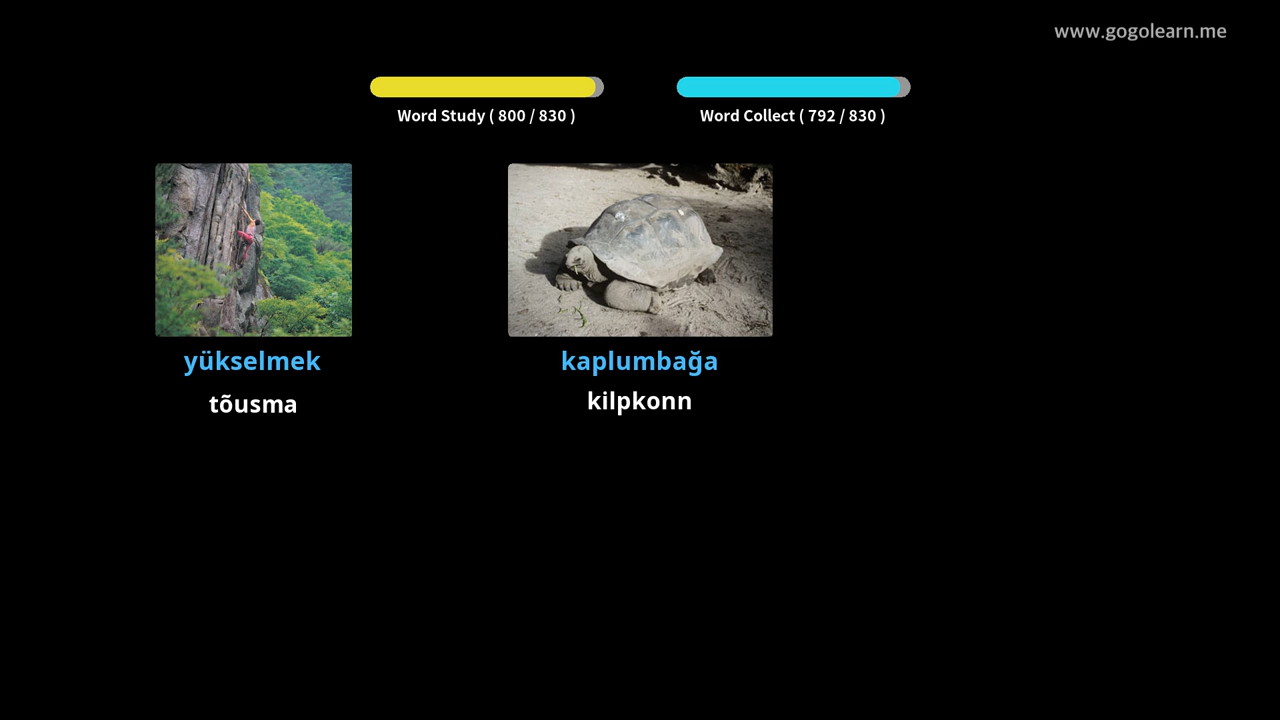 www.gogolearn.me
Word Study ( 800 / 830 )
Word Collect ( 792 / 830 )
yükselmek
tõusma
kaplumbağa
kilpkonn